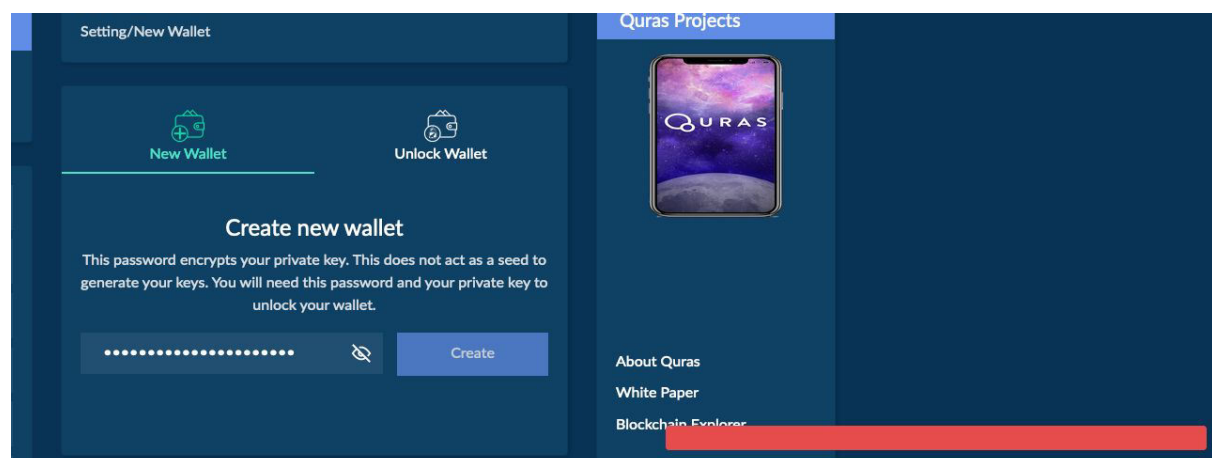 Setting/New Wallet
New Wallet
Unlock Wallet
Create new wallet
This password encrypts your private key. This does not act as a seed to
generate your keys. You will need this password and your private key to
unlock your wallet.
Create
Quras Projects
QURAS
About Quras
White Paper
Blockchain Explorer